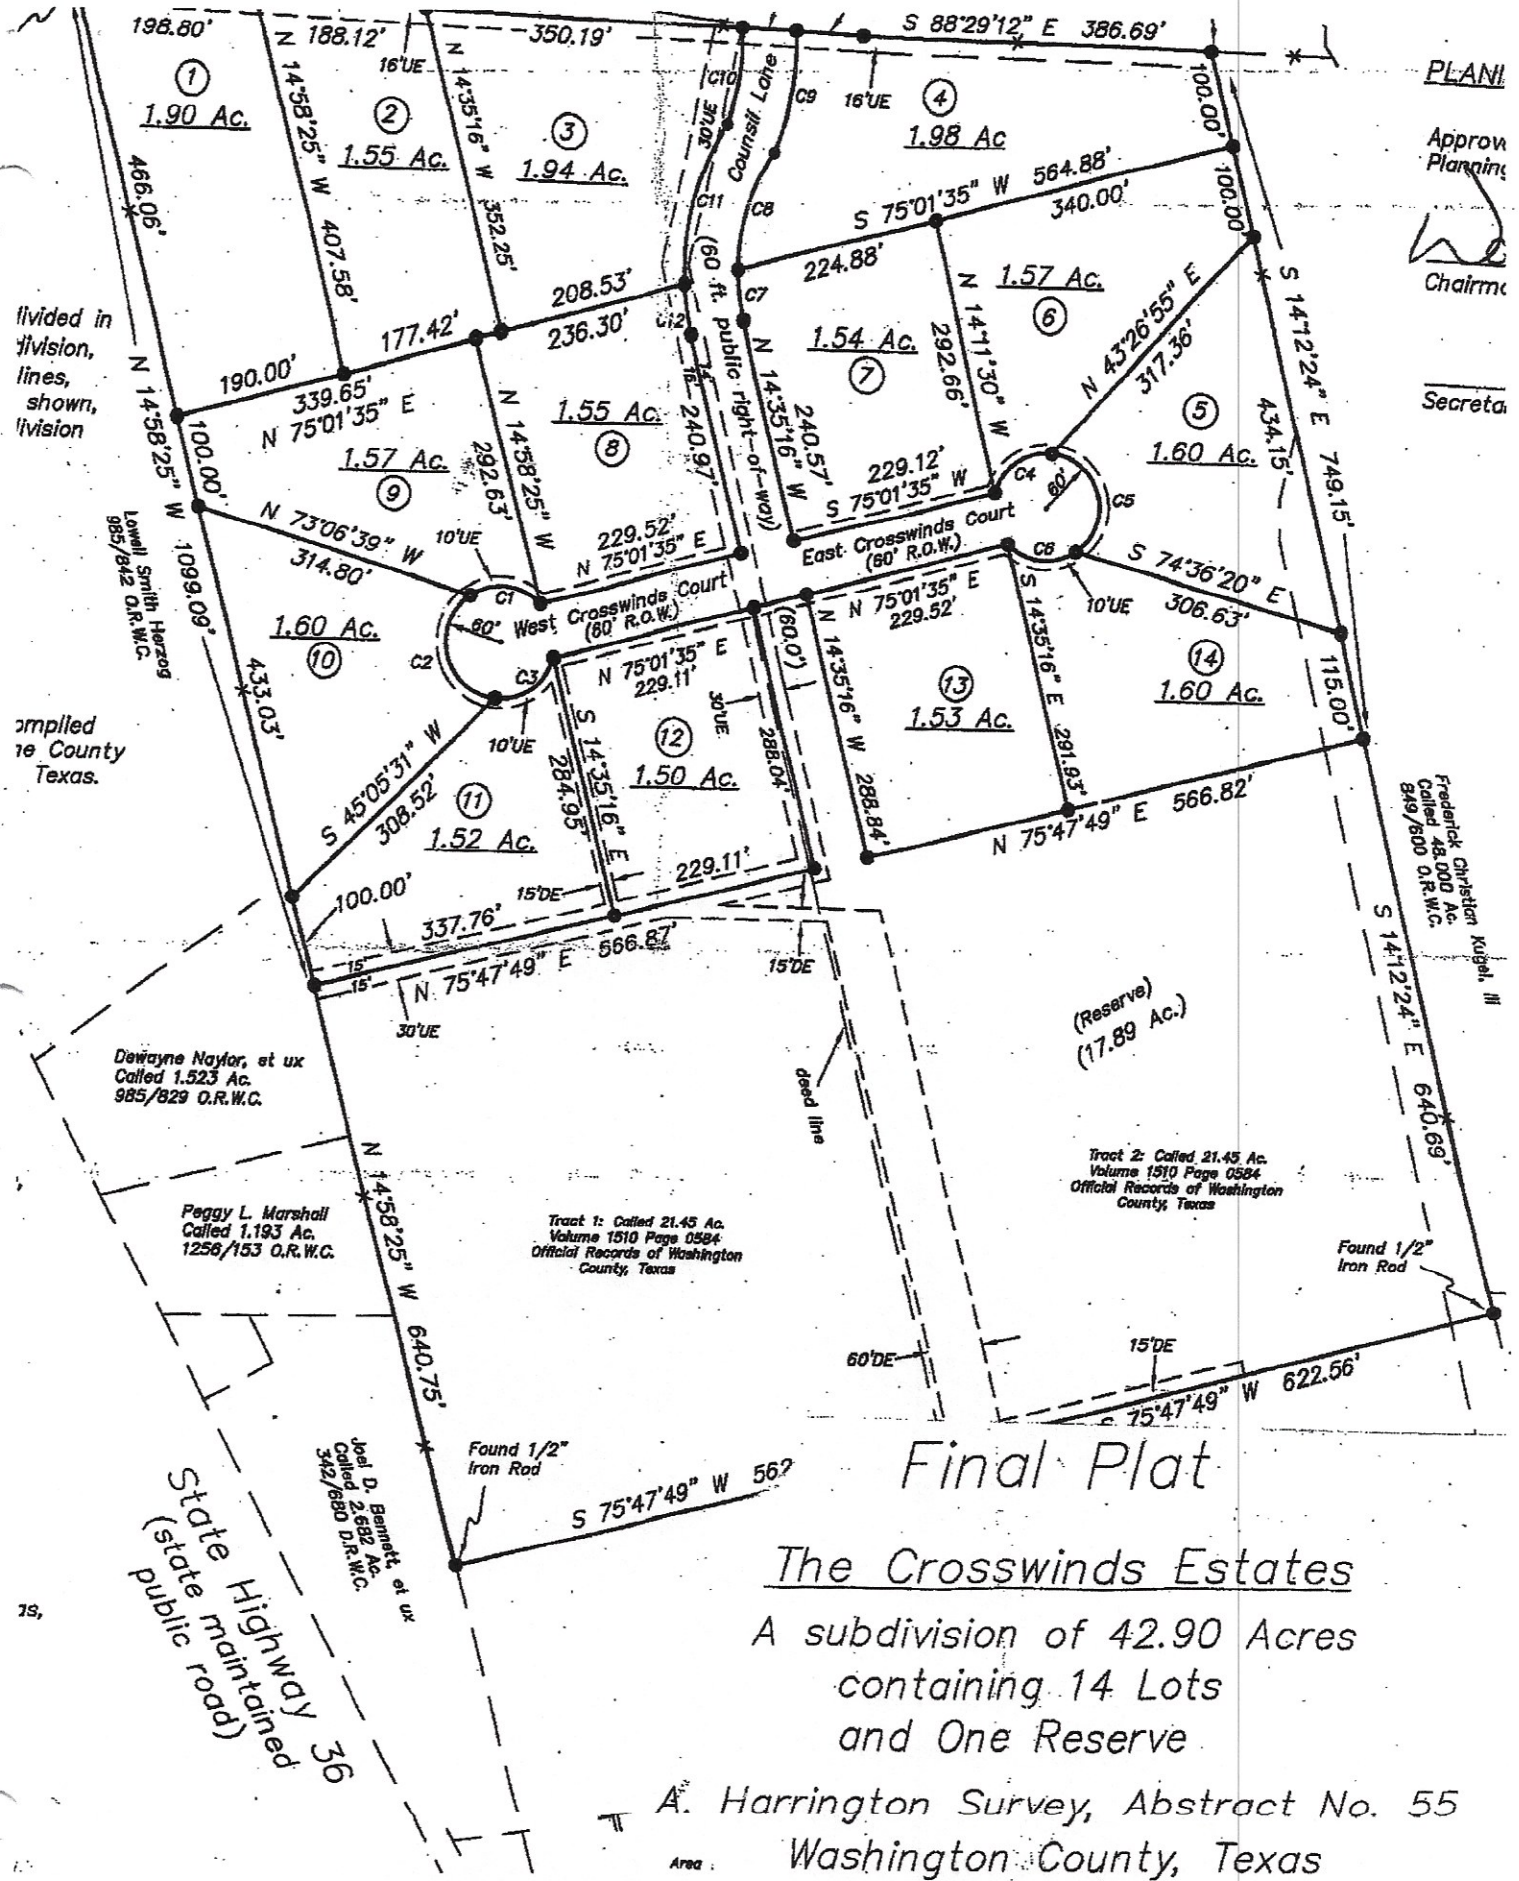 198.80'
188.12'
350.19'
S 88°29'12" E 386.69'
16'UE
16'UE
1
1.90 Ac.
N 14°58'25" W 407.58'
2
1.55 Ac.
N 14°35'16" W 352.25'
3
1.94 Ac.
C10
30'UE
C11
Counsil Lane
C9
C8
4
1.98 Ac
100.00'
PLANI
Approv
Planning
Chairma
Secreta
466.06'
S 75°01'35" W 564.88'
340.00'
100.00'
224.88'
(60 ft. public right-of-way)
C7
C12
208.53'
236.30'
177.42'
190.00'
339.65'
N 75°01'35" E
N 14°58'25" W 1099.09'
100.00'
livided in
division,
lines,
shown,
livision
1.57 Ac.
9
292.63'
N 14°58'25" W
1.55 Ac.
8
16'
14'
240.97'
N 14°35'16" W
240.57'
1.54 Ac.
7
N 14°11'30" W
292.66'
1.57 Ac.
6
N 43°26'55" E
317.36'
S 14°12'24" E 749.15'
434.15'
5
1.60 Ac.
229.12'
S 75°01'35" W
C4
60'
C5
C6
East Crosswinds Court
(60' R.O.W.)
N 73°06'39" W
314.80'
10'UE
229.52'
N 75°01'35" E
C1
60'
C2
C3
West Crosswinds Court
(60' R.O.W.)
Lowell Smith Herzog
985/842 O.R.W.C.
1.60 Ac.
10
433.03'
N 75°01'35" E
229.52'
S 74°36'20" E
306.63'
10'UE
115.00'
N 75°01'35" E
229.11'
(60.0')
N 14°35'16" W 288.84'
S 14°35'16" E 291.93'
13
1.53 Ac.
14
1.60 Ac.
ompiled
he County
Texas.
S 45°05'31" W
308.52'
10'UE
S 14°35'16" E
284.95'
30'UE
288.04'
12
1.50 Ac.
11
1.52 Ac.
N 75°47'49" E 566.82'
Frederick Christian Kugel, III
Called 48.000 Ac.
849/600 O.R.W.C.
100.00'
337.76'
15'DE
229.11'
15'
15'
N 75°47'49" E 566.87'
30'UE
15'DE
deed line
(Reserve)
(17.89 Ac.)
S 14°12'24" E 640.69'
Dewayne Naylor, et ux
Called 1.523 Ac.
985/829 O.R.W.C.
N 14°58'25" W 640.75'
Peggy L. Marshall
Called 1.193 Ac.
1256/153 O.R.W.C.
Tract 1: Called 21.45 Ac.
Volume 1510 Page 0584
Official Records of Washington
County, Texas
Tract 2: Called 21.45 Ac.
Volume 1510 Page 0584
Official Records of Washington
County, Texas
Found 1/2"
Iron Rod
60'DE
15'DE
S 75°47'49" W 622.56'
Joel D. Bennett, et ux
Called 2.682 Ac.
342/680 D.R.W.C.
Found 1/2"
Iron Rod
S 75°47'49" W 562
State Highway 36
(state maintained
public road)
Final Plat
The Crosswinds Estates
A subdivision of 42.90 Acres
containing 14 Lots
and One Reserve
A. Harrington Survey, Abstract No. 55
Area
Washington County, Texas